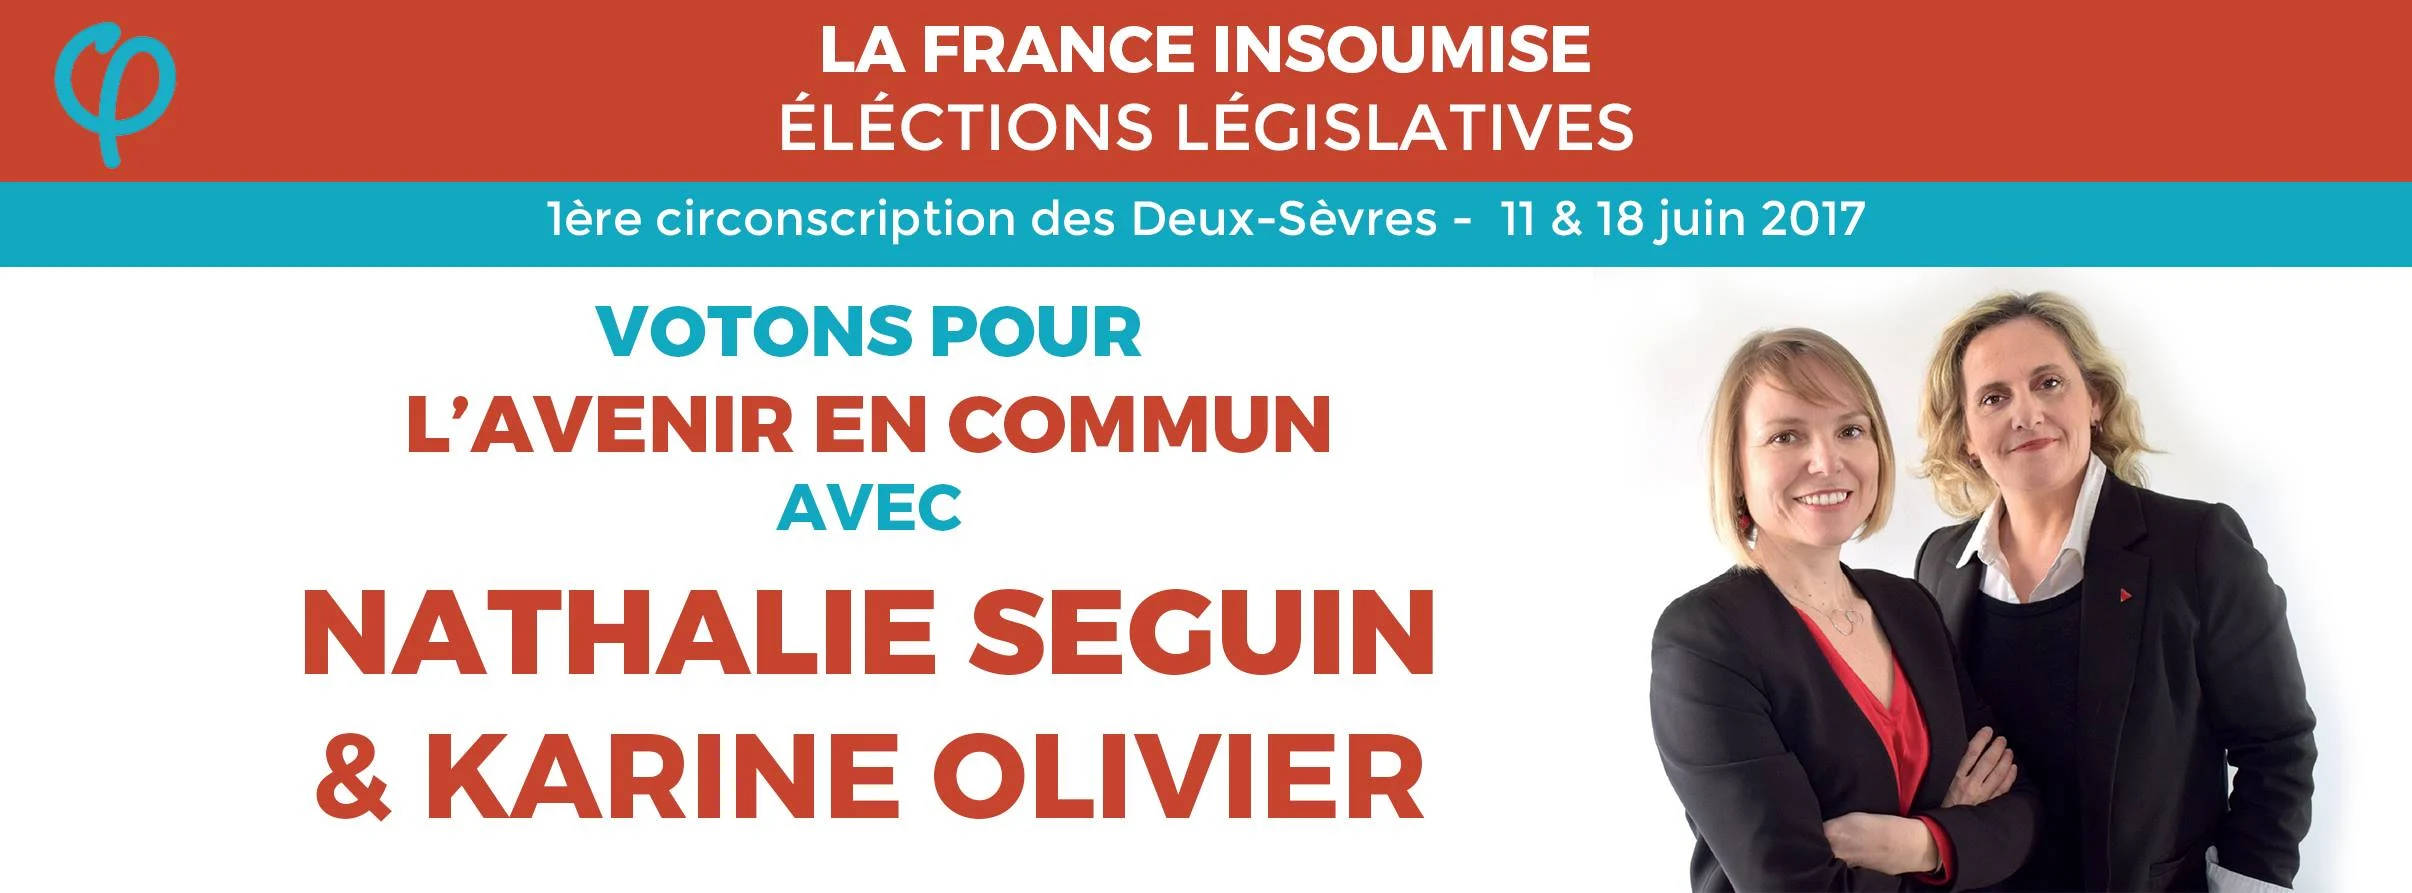 LA FRANCE INSOUMISE
ÉLÉCTIONS LÉGISLATIVES
1ère circonscription des Deux-Sèvres - 11 & 18 juin 2017
VOTONS POUR
L’AVENIR EN COMMUN
AVEC
NATHALIE SEGUIN
& KARINE OLIVIER